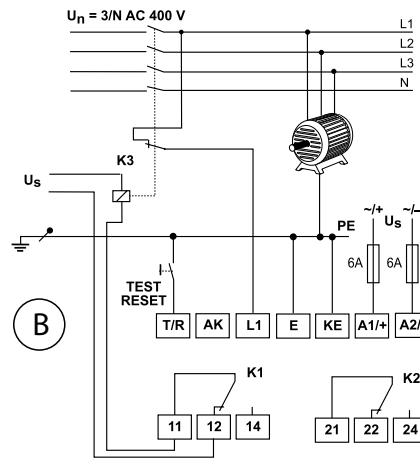 Un = 3/N AC 400 V
L1
L2
L3
N
K3
Us
PE
~/+ Us ~/–
6A 6A
TEST
RESET
B
T/R AK L1 E KE A1/+ A2/
K1
K2
11 12 14
21 22 24